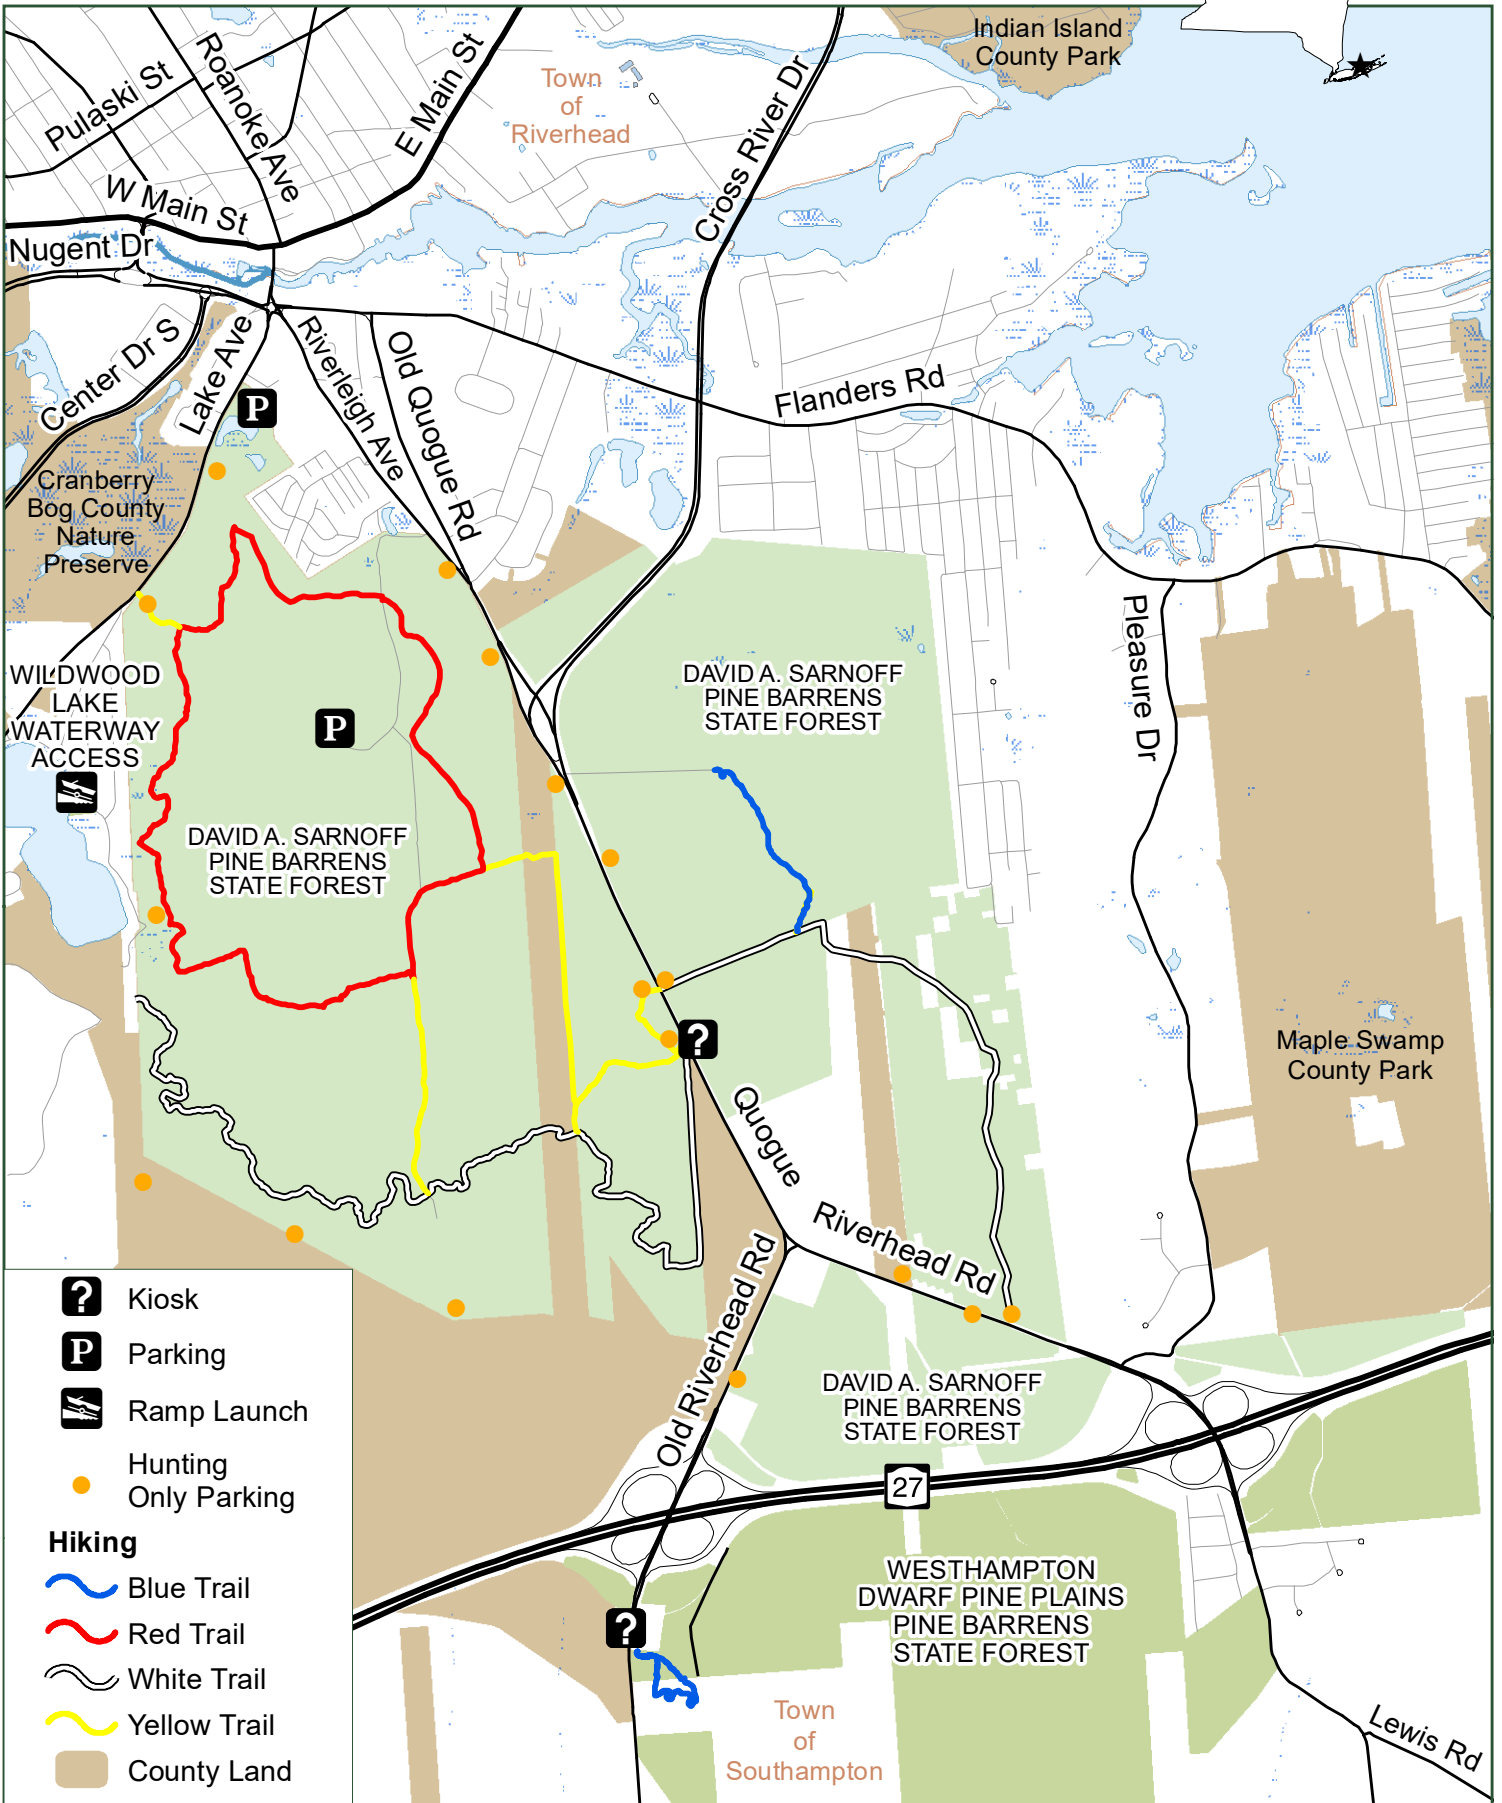 Indian Island
County Park
Town
of
Riverhead
Pulaski St
Roanoke Ave
E Main St
Cross River Dr
W Main St
Nugent Dr
Center Dr S
Lake Ave
Riverleigh Ave
Old Quogue Rd
Flanders Rd
P
Cranberry
Bog County
Nature
Preserve
WILDWOOD
LAKE
WATERWAY
ACCESS
P
DAVID A. SARNOFF
PINE BARRENS
STATE FOREST
Pleasure Dr
DAVID A. SARNOFF
PINE BARRENS
STATE FOREST
?
Maple Swamp
County Park
Quogue
Riverhead Rd
Old Riverhead Rd
DAVID A. SARNOFF
PINE BARRENS
STATE FOREST
27
WESTHAMPTON
DWARF PINE PLAINS
PINE BARRENS
STATE FOREST
?
Town
of
Southampton
Lewis Rd
? Kiosk
P Parking
Ramp Launch
Hunting
Only Parking
Hiking
Blue Trail
Red Trail
White Trail
Yellow Trail
County Land